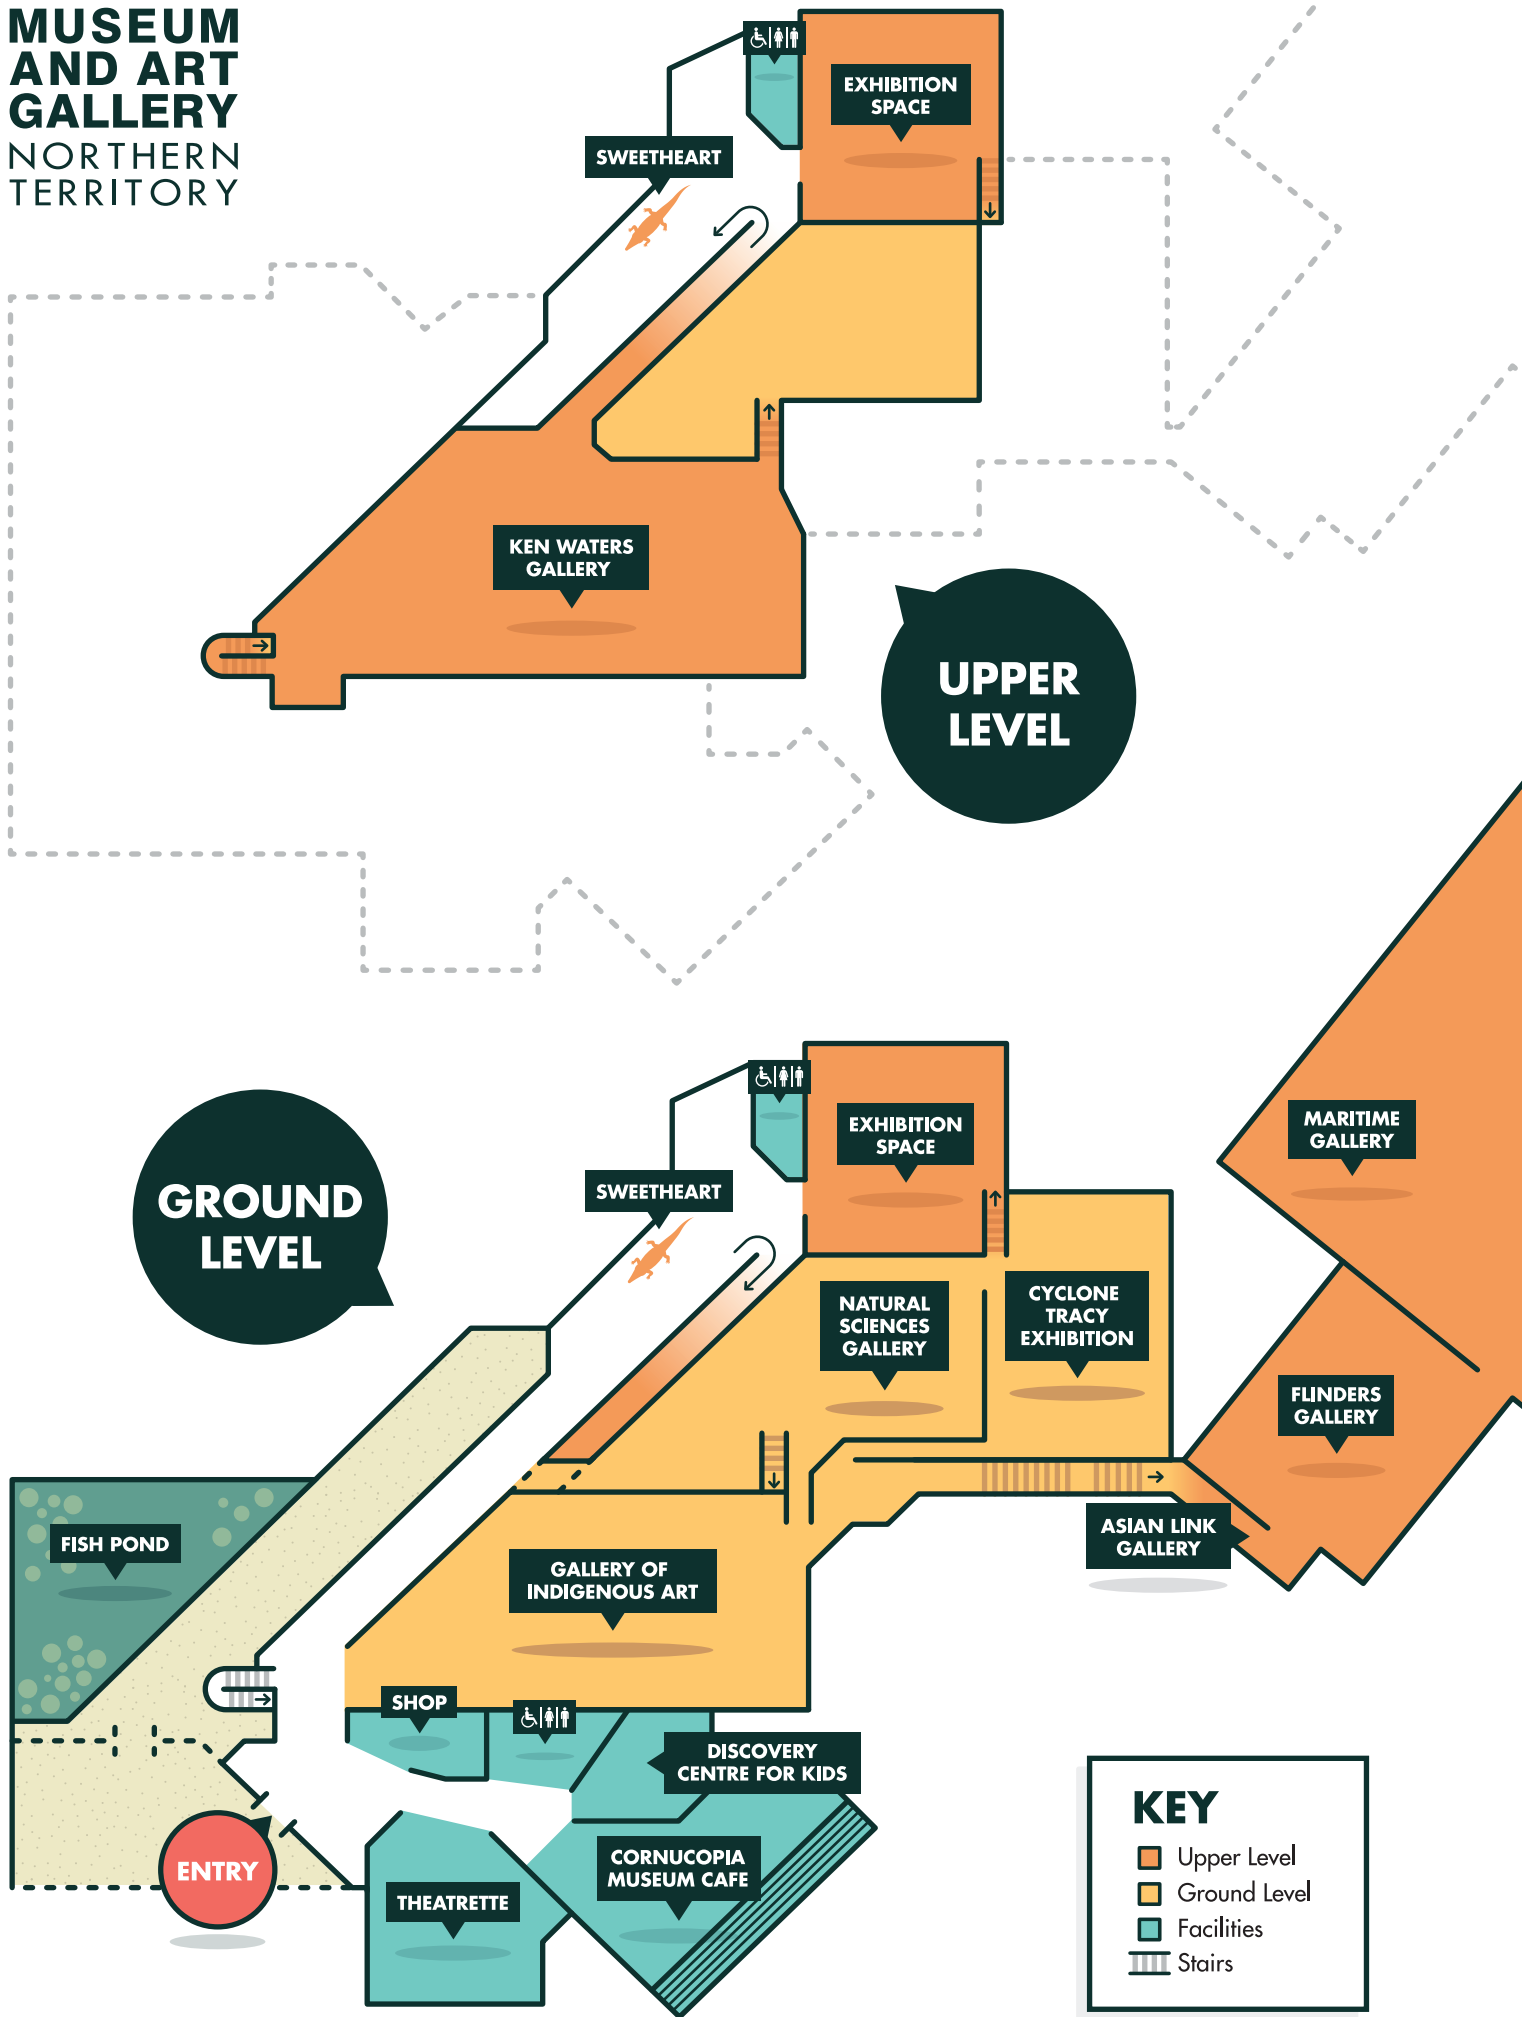 MUSEUM
AND ART
GALLERY
NORTHERN
TERRITORY
EXHIBITION
SPACE
SWEETHEART
KEN WATERS
GALLERY
UPPER
LEVEL
GROUND
LEVEL
EXHIBITION
SPACE
MARITIME
GALLERY
SWEETHEART
NATURAL
SCIENCES
GALLERY
CYCLONE
TRACY
EXHIBITION
FLINDERS
GALLERY
ASIAN LINK
GALLERY
FISH POND
GALLERY OF
INDIGENOUS ART
SHOP
DISCOVERY
CENTRE FOR KIDS
ENTRY
CORNUCOPIA
MUSEUM CAFE
THEATRETTE
KEY
Upper Level
Ground Level
Facilities
Stairs